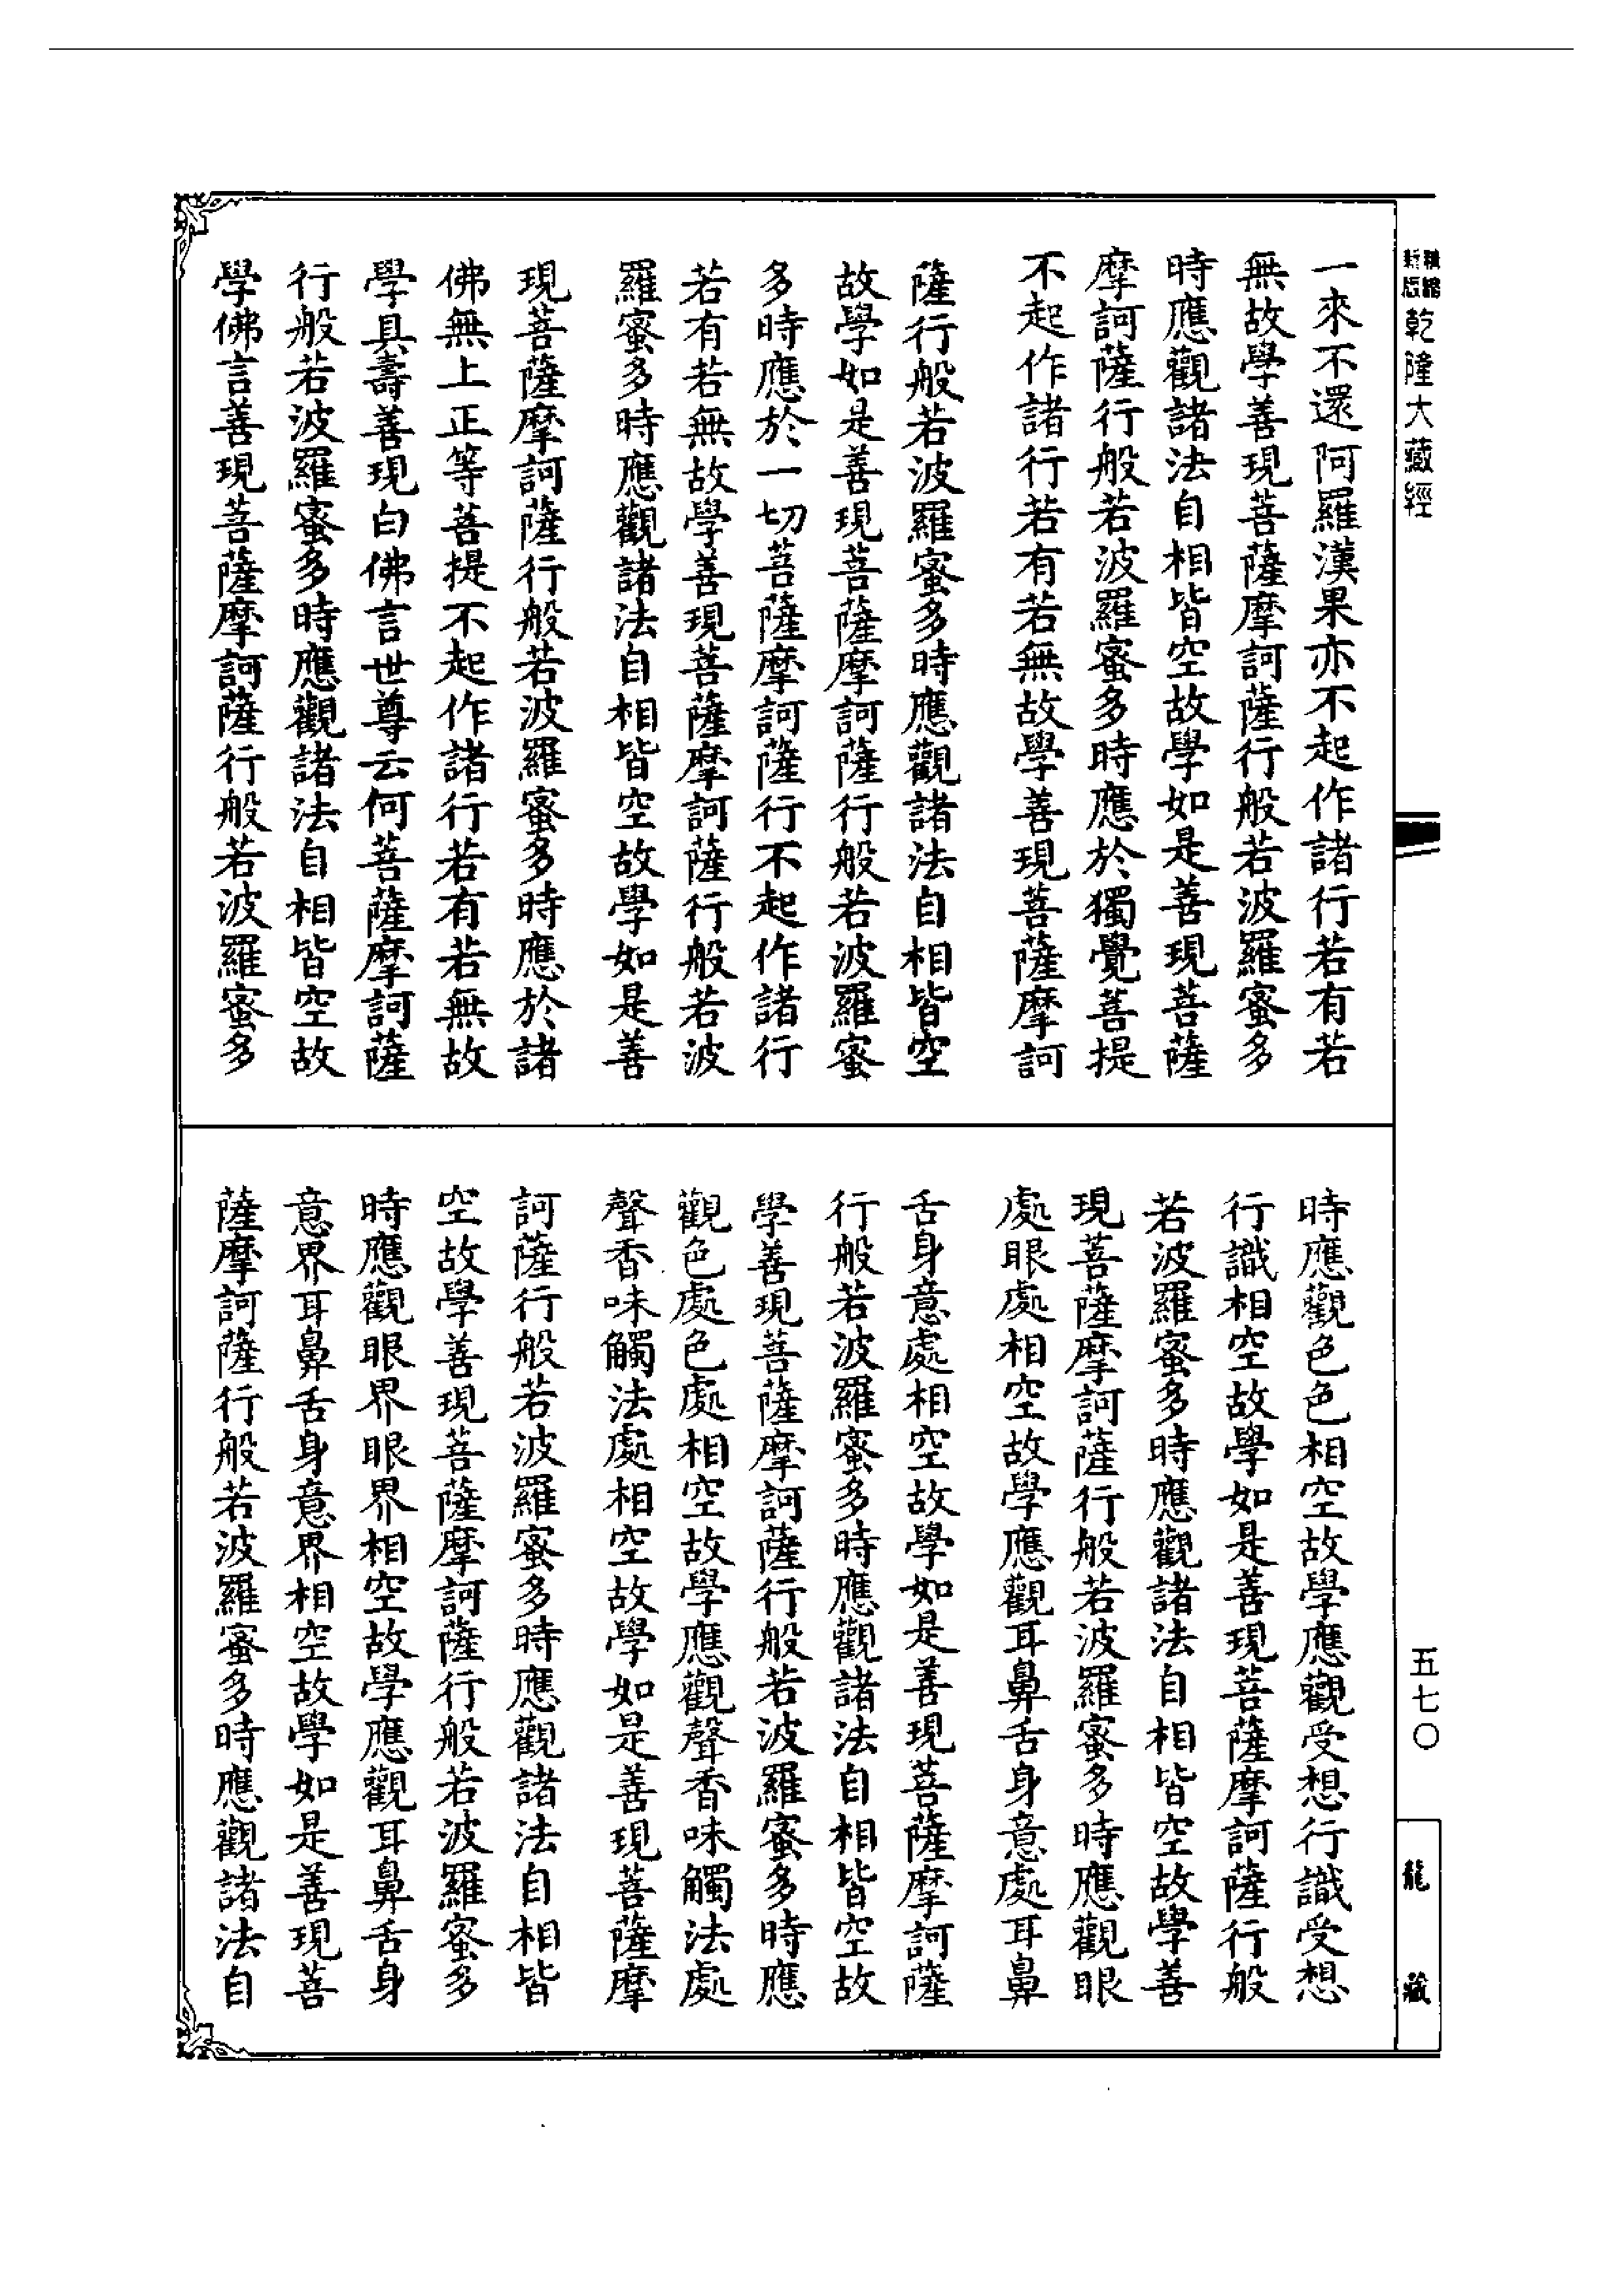 精縮
新版
乾隆大藏經
五七〇
龍藏
一來不還阿羅漢果亦不起作諸行若有若
無故學善現菩薩摩訶薩行般若波羅蜜多
時應觀諸法自相皆空故學如是善現菩薩
摩訶薩行般若波羅蜜多時應於獨覺菩提
不起作諸行若有若無故學善現菩薩摩訶
薩行般若波羅蜜多時應觀諸法自相皆空
故學如是善現菩薩摩訶薩行般若波羅蜜
多時應於一切菩薩摩訶薩行不起作諸行
若有若無故學善現菩薩摩訶薩行般若波
羅蜜多時應觀諸法自相皆空故學如是善
現菩薩摩訶薩行般若波羅蜜多時應於諸
佛無上正等菩提不起作諸行若有若無故
學具壽善現白佛言世尊云何菩薩摩訶薩
行般若波羅蜜多時應觀諸法自相皆空故
學佛言善現菩薩摩訶薩行般若波羅蜜多
時應觀色色相空故學應觀受想行識受想
行識相空故學如是善現菩薩摩訶薩行般
若波羅蜜多時應觀諸法自相皆空故學善
現菩薩摩訶薩行般若波羅蜜多時應觀眼
處眼處相空故學應觀耳鼻舌身意處耳鼻
舌身意處相空故學如是善現菩薩摩訶薩
行般若波羅蜜多時應觀諸法自相皆空故
學善現菩薩摩訶薩行般若波羅蜜多時應
觀色處色處相空故學應觀聲香味觸法處
聲香味觸法處相空故學如是善現菩薩摩
訶薩行般若波羅蜜多時應觀諸法自相皆
空故學善現菩薩摩訶薩行般若波羅蜜多
時應觀眼界眼界相空故學應觀耳鼻舌身
意界耳鼻舌身意界相空故學如是善現菩
薩摩訶薩行般若波羅蜜多時應觀諸法自